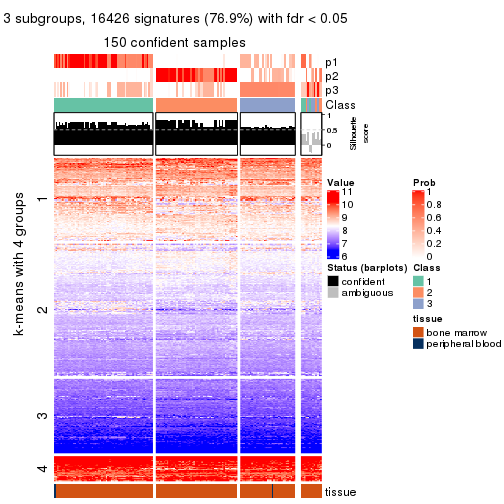 3 subgroups, 16426 signatures (76.9%) with fdr < 0.05
150 confident samples
p1
p2
p3
Class
1
0.5
0
Silhouette
score
k-means with 4 groups
1
2
3
4
tissue
Value
11
10
9
8
7
6
Prob
1
0.8
0.6
0.4
0.2
0
Status (barplots)
confident
ambiguous
Class
1
2
3
tissue
bone marrow
peripheral blood